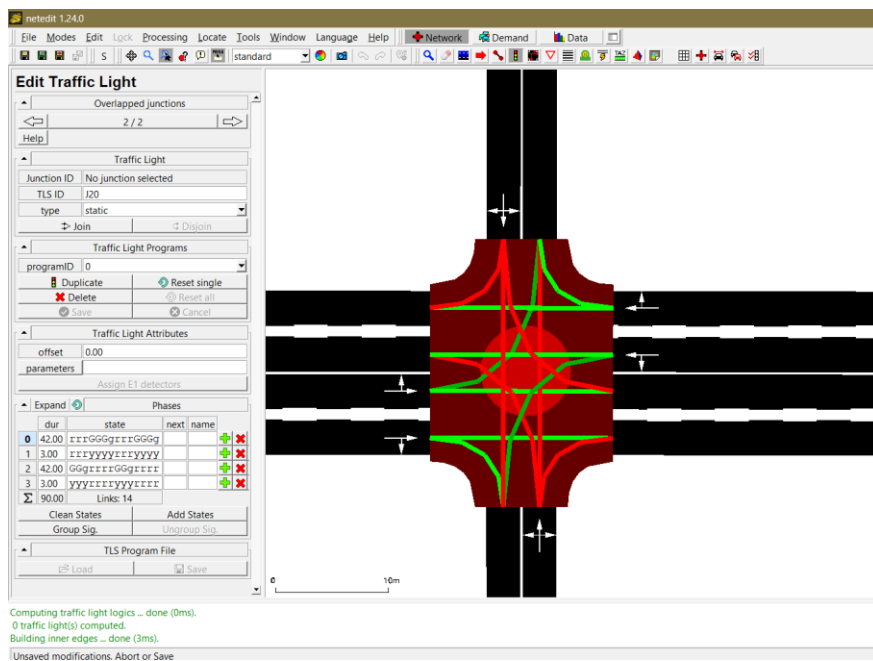 netedit 1.24.0
File Modes Edit Lock Processing Locate Tools Window Language Help Network Demand Data
S standard
Edit Traffic Light
Overlapped junctions
2 / 2
Help
Traffic Light
Junction ID No junction selected
TLS ID J20
type static
Join Disjoin
Traffic Light Programs
programID 0
Duplicate Reset single
Delete Reset all
Save Cancel
Traffic Light Attributes
offset 0.00
parameters
Assign E1 detectors
Expand Phases
dur state next name
0 42.00 rrrGGGgrrrGGGg
1 3.00 rrryyyyrrryyyy
2 42.00 GGgrrrrGGgrrrr
3 3.00 yyyrrrryyyrrrr
Σ 90.00 Links: 14
Clean States Add States
Group Sig. Ungroup Sig.
TLS Program File
Load Save
0 10m
Computing traffic light logics ... done (0ms).
0 traffic light(s) computed.
Building inner edges ... done (3ms).
Unsaved modifications. Abort or Save